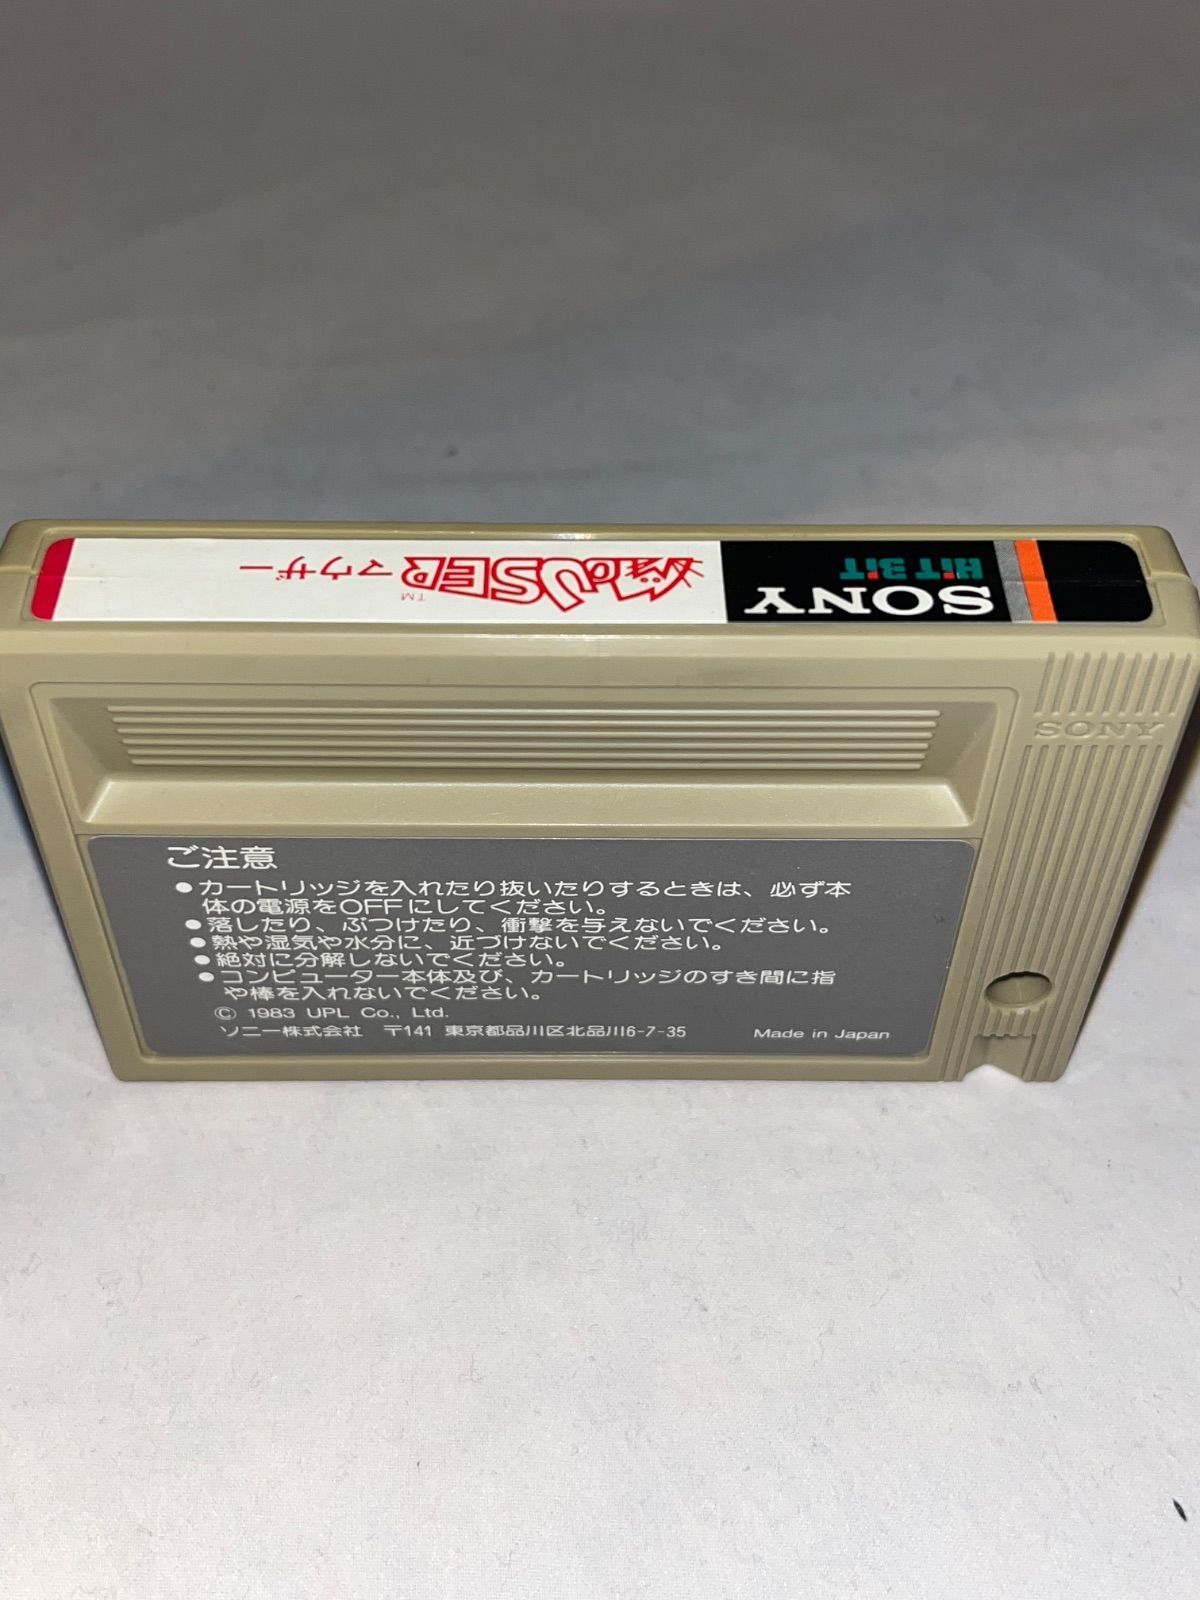 SONY
HiT BiT
MOUSER™ マウザー
SONY
ご注意
●カートリッジを入れたり抜いたりするときは、必ず本
体の電源をOFFにしてください。
●落したり、ぶつけたり、衝撃を与えないでください。
●熱や湿気や水分に、近づけないでください。
●絶対に分解しないでください。
●コンピューター本体及び、カートリッジのすき間に指
や棒を入れないでください。
© 1983 UPL Co., Ltd.
ソニー株式会社 〒141 東京都品川区北品川6-7-35 Made in Japan